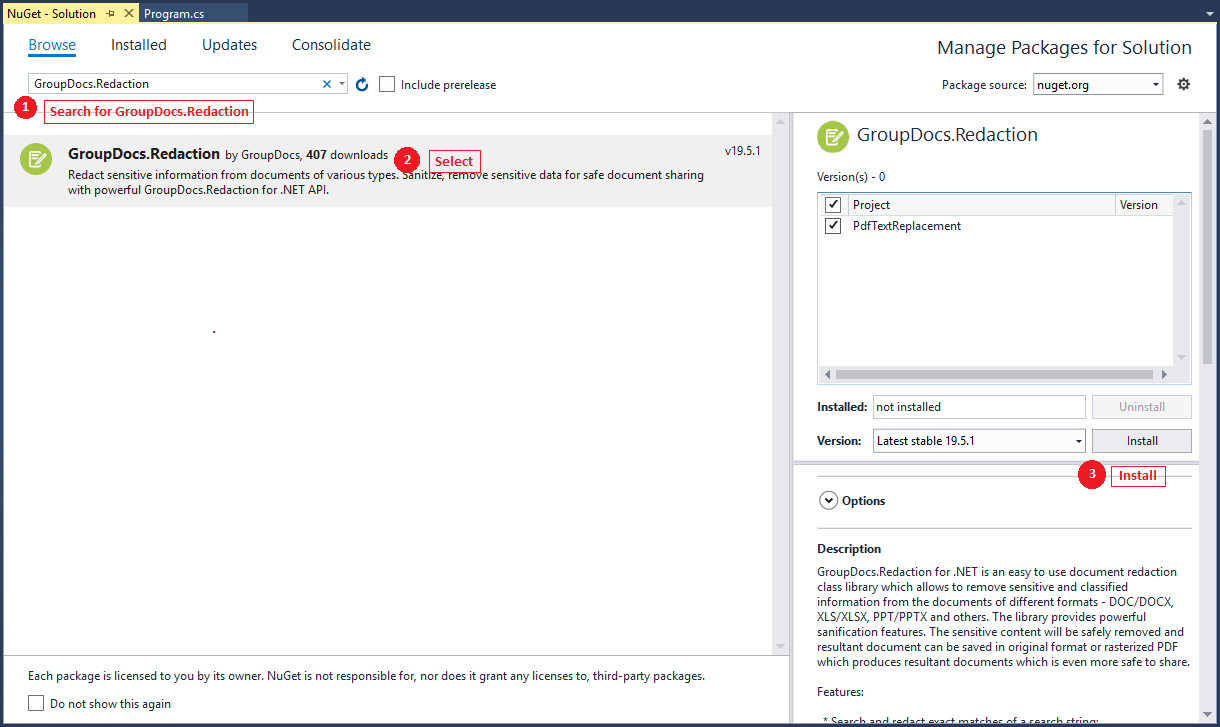 NuGet - Solution
Program.cs
Browse
Installed
Updates
Consolidate
Manage Packages for Solution
GroupDocs.Redaction
Include prerelease
Package source:
nuget.org
1
Search for GroupDocs.Redaction
GroupDocs.Redaction by GroupDocs, 407 downloads
v19.5.1
2
Select
Redact sensitive information from documents of various types. Sanitize, remove sensitive data for safe document sharing
with powerful GroupDocs.Redaction for .NET API.
GroupDocs.Redaction
Version(s) - 0
Project
Version
PdfTextReplacement
Installed:
not installed
Uninstall
Version:
Latest stable 19.5.1
Install
3
Install
Options
Description
GroupDocs.Redaction for .NET is an easy to use document redaction
class library which allows to remove sensitive and classified
information from the documents of different formats - DOC/DOCX,
XLS/XLSX, PPT/PPTX and others. The library provides powerful
sanification features. The sensitive content will be safely removed and
resultant document can be saved in original format or rasterized PDF
which produces resultant documents which is even more safe to share.
Features:
* Search and redact exact matches of a search string;
Each package is licensed to you by its owner. NuGet is not responsible for, nor does it grant any licenses to, third-party packages.
Do not show this again